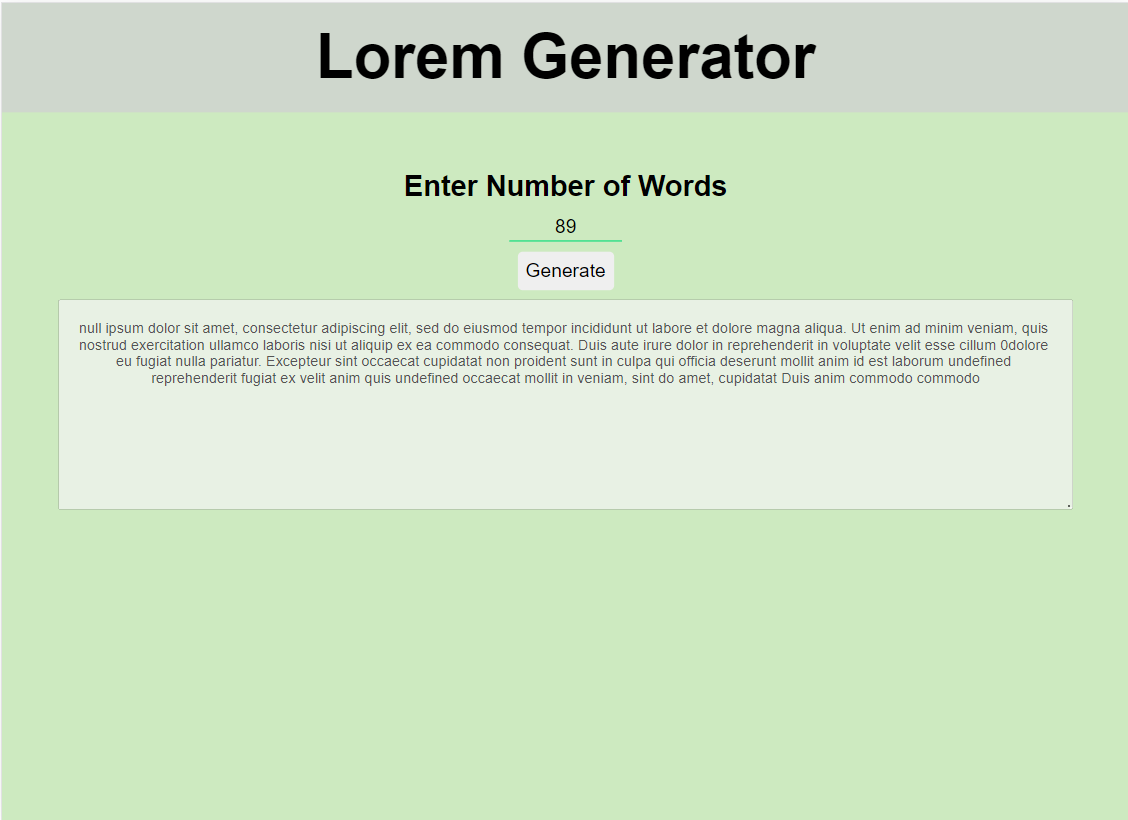 Lorem Generator
Enter Number of Words
89
Generate
null ipsum dolor sit amet, consectetur adipiscing elit, sed do eiusmod tempor incididunt ut labore et dolore magna aliqua. Ut enim ad minim veniam, quis
nostrud exercitation ullamco laboris nisi ut aliquip ex ea commodo consequat. Duis aute irure dolor in reprehenderit in voluptate velit esse cillum 0dolore
eu fugiat nulla pariatur. Excepteur sint occaecat cupidatat non proident sunt in culpa qui officia deserunt mollit anim id est laborum undefined
reprehenderit fugiat ex velit anim quis undefined occaecat mollit in veniam, sint do amet, cupidatat Duis anim commodo commodo